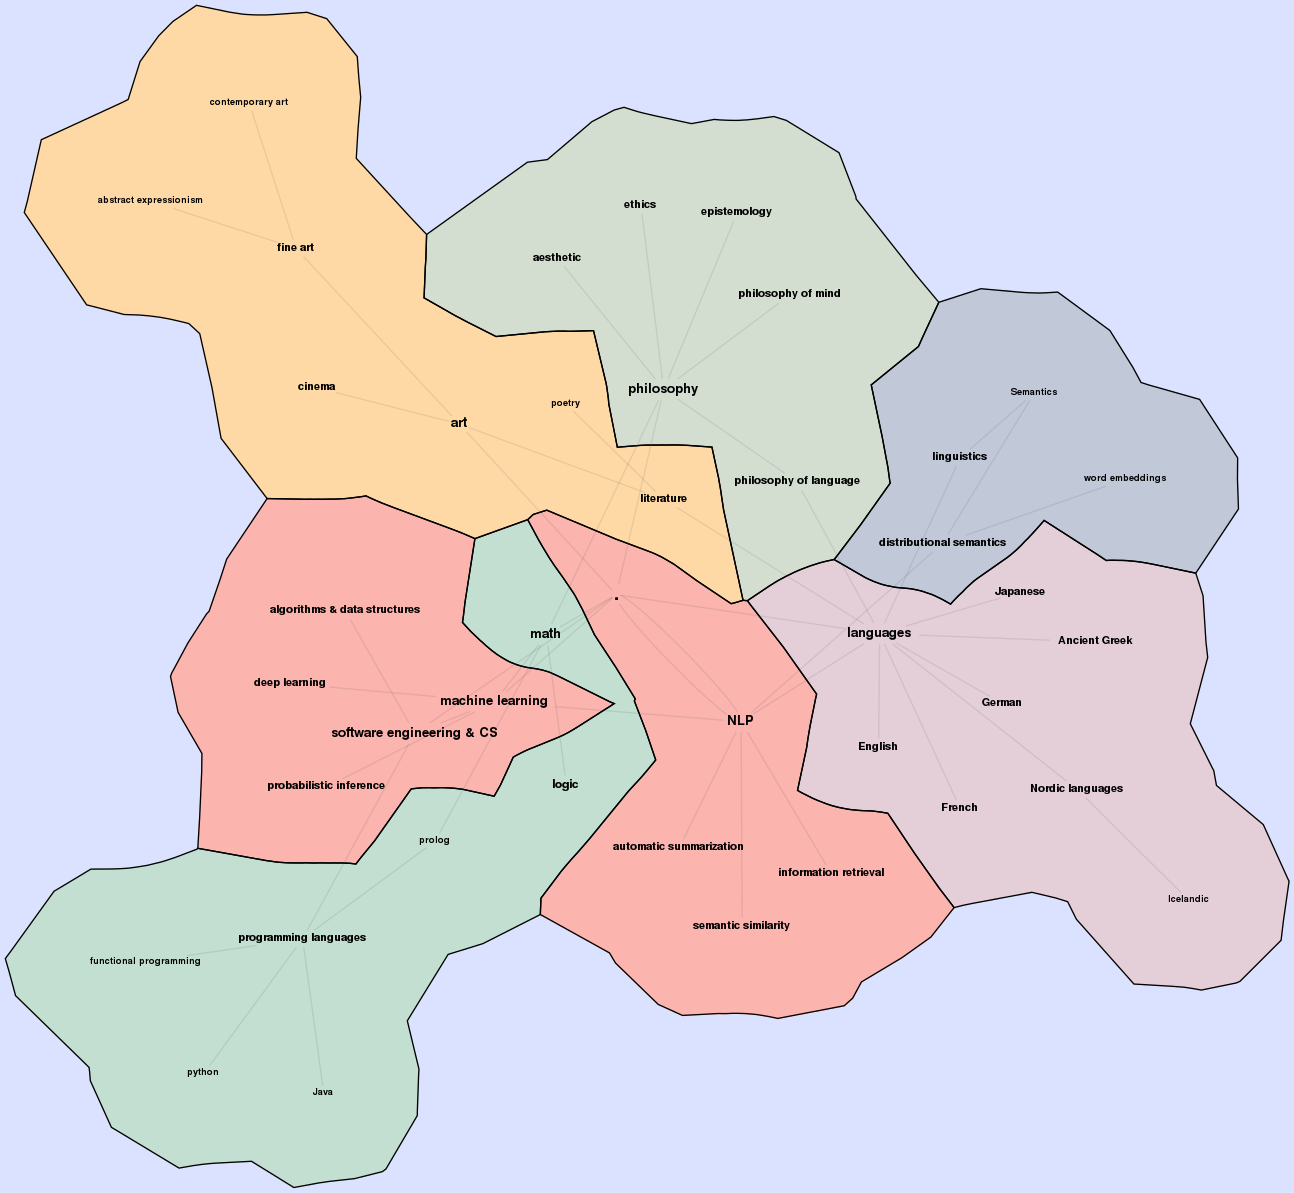 contemporary art
abstract expressionism
ethics
epistemology
fine art
aesthetic
philosophy of mind
cinema
philosophy
Semantics
poetry
art
linguistics
philosophy of language
word embeddings
literature
distributional semantics
Japanese
algorithms & data structures
.
math
languages
Ancient Greek
deep learning
machine learning
German
NLP
software engineering & CS
English
probabilistic inference
logic
Nordic languages
French
prolog
automatic summarization
information retrieval
Icelandic
semantic similarity
programming languages
functional programming
python
Java